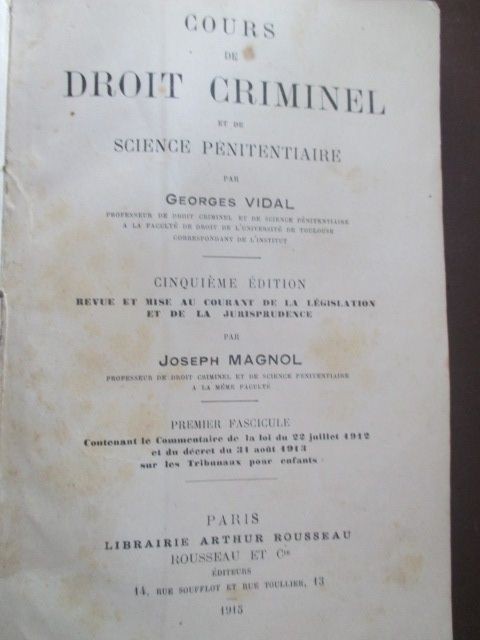 COURS
DE
DROIT CRIMINEL
ET DE
SCIENCE PÉNITENTIAIRE
PAR
GEORGES VIDAL
PROFESSEUR DE DROIT CRIMINEL ET DE SCIENCE PÉNITENTIAIRE
A LA FACULTÉ DE DROIT DE L'UNIVERSITÉ DE TOULOUSE
CORRESPONDANT DE L'INSTITUT
CINQUIÈME ÉDITION
REVUE ET MISE AU COURANT DE LA LÉGISLATION
ET DE LA JURISPRUDENCE
PAR
JOSEPH MAGNOL
PROFESSEUR DE DROIT CRIMINEL ET DE SCIENCE PÉNITENTIAIRE
A LA MÊME FACULTÉ
PREMIER FASCICULE
Contenant le Commentaire de la loi du 22 juillet 1912
et du décret du 31 août 1913
sur les Tribunaux pour enfants
PARIS
LIBRAIRIE ARTHUR ROUSSEAU
ROUSSEAU ET Cie
ÉDITEURS
14, RUE SOUFFLOT ET RUE TOULLIER, 13
1915